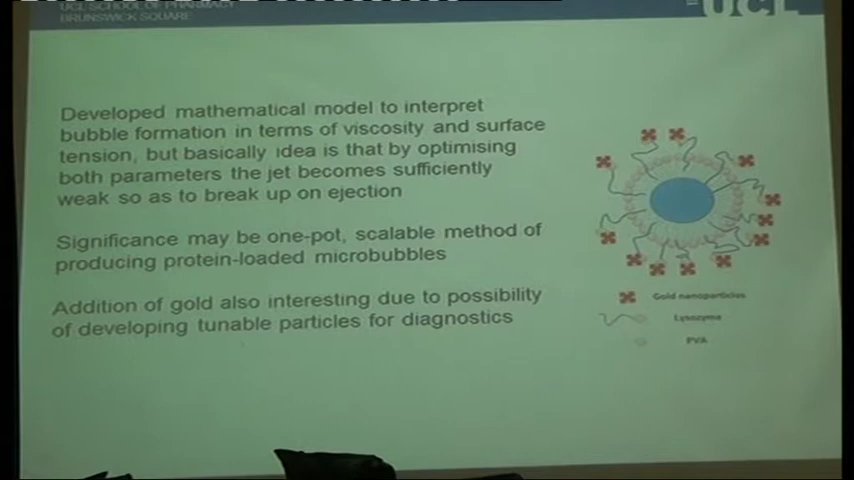 UCL SCHOOL OF PHARMACY
BRUNSWICK SQUARE
UCL
Developed mathematical model to interpret
bubble formation in terms of viscosity and surface
tension, but basically idea is that by optimising
both parameters the jet becomes sufficiently
weak so as to break up on ejection
Significance may be one-pot, scalable method of
producing protein-loaded microbubbles
Addition of gold also interesting due to possibility
of developing tunable particles for diagnostics
Gold nanoparticles
Lysozyme
PVA